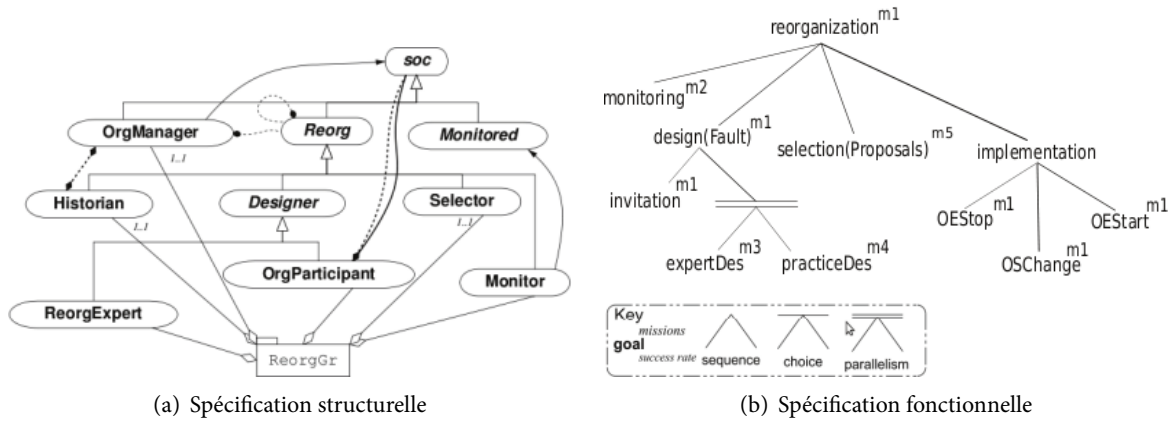 soc
OrgManager
Reorg
Monitored
1..1
Historian
Designer
Selector
1..1
OrgParticipant
Monitor
ReorgExpert
ReorgGr
(a) Spécification structurelle
reorganization m1
monitoring m2
design(Fault) m1
selection(Proposals) m5
implementation
invitation m1
OEStop m1
OEStart m1
expertDes m3
practiceDes m4
OSChange m1
Key
missions
goal
success rate
sequence
choice
parallelism
(b) Spécification fonctionnelle